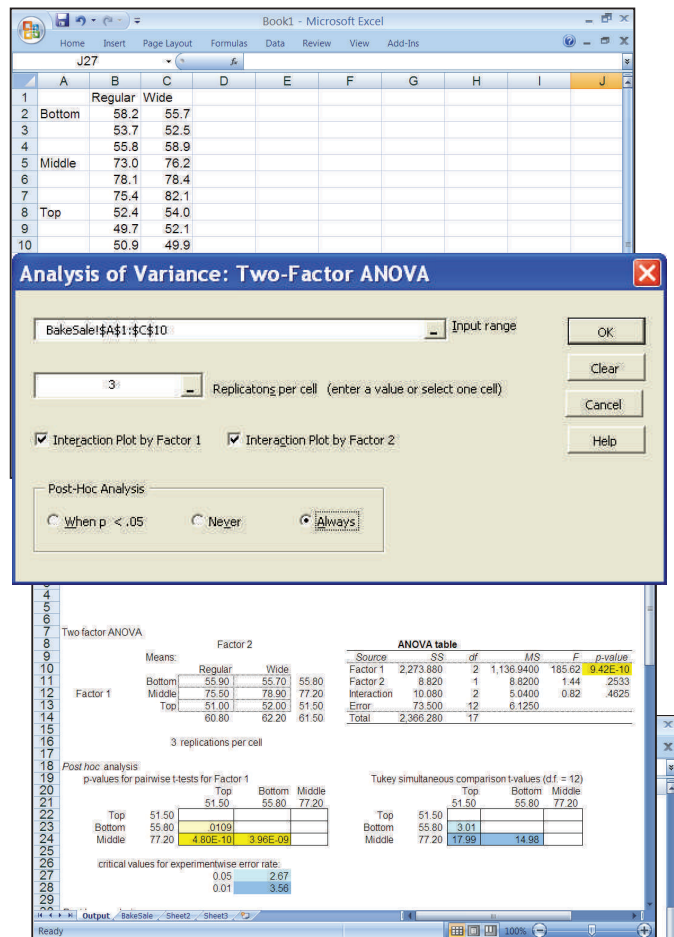 Book1 - Microsoft Excel
Home Insert Page Layout Formulas Data Review View Add-Ins
J27 fx
A B C D E F G H I J
1 Regular Wide
2 Bottom 58.2 55.7
3 53.7 52.5
4 55.8 58.9
5 Middle 73.0 76.2
6 78.1 78.4
7 75.4 82.1
8 Top 52.4 54.0
9 49.7 52.1
10 50.9 49.9
Analysis of Variance: Two-Factor ANOVA
BakeSale!$A$1:$C$10 _ Input range OK
Clear
3 _ Replicatons per cell (enter a value or select one cell)
Cancel
Interaction Plot by Factor 1 Interaction Plot by Factor 2 Help
Post-Hoc Analysis
When p < .05 Never Always
4
5
6
7 Two factor ANOVA
8 Factor 2 ANOVA table
9 Means: Source SS df MS F p-value
10 Regular Wide Factor 1 2,273.880 2 1,136.9400 185.62 9.42E-10
11 Bottom 55.90 55.70 55.80 Factor 2 8.820 1 8.8200 1.44 .2533
12 Factor 1 Middle 75.50 78.90 77.20 Interaction 10.080 2 5.0400 0.82 .4625
13 Top 51.00 52.00 51.50 Error 73.500 12 6.1250
14 60.80 62.20 61.50 Total 2,366.280 17
15
16 3 replications per cell
17
18 Post hoc analysis
19 p-values for pairwise t-tests for Factor 1 Tukey simultaneous comparison t-values (d.f. = 12)
20 Top Bottom Middle Top Bottom Middle
21 51.50 55.80 77.20 51.50 55.80 77.20
22 Top 51.50 Top 51.50
23 Bottom 55.80 .0109 Bottom 55.80 3.01
24 Middle 77.20 4.80E-10 3.96E-09 Middle 77.20 17.99 14.98
25
26 critical values for experimentwise error rate:
27 0.05 2.67
28 0.01 3.56
29
Output BakeSale Sheet2 Sheet3
Ready 100%